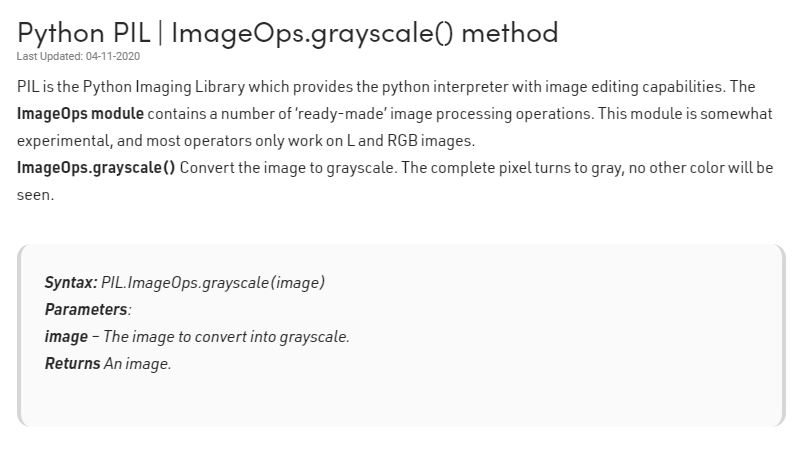 Python PIL | ImageOps.grayscale() method
Last Updated: 04-11-2020
PIL is the Python Imaging Library which provides the python interpreter with image editing capabilities. The
ImageOps module contains a number of ‘ready-made’ image processing operations. This module is somewhat
experimental, and most operators only work on L and RGB images.
ImageOps.grayscale() Convert the image to grayscale. The complete pixel turns to gray, no other color will be
seen.
Syntax: PIL.ImageOps.grayscale(image)
Parameters:
image – The image to convert into grayscale.
Returns An image.